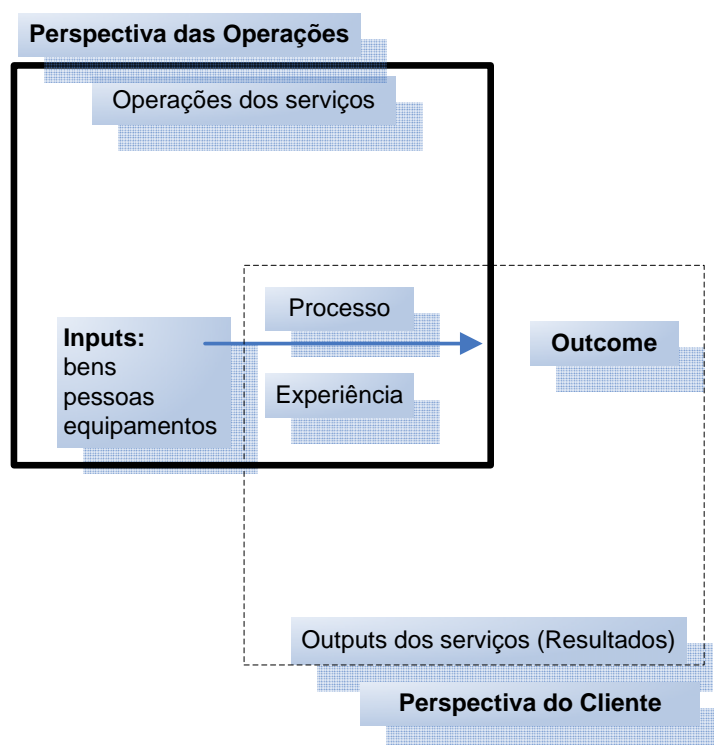 Perspectiva das Operações
Operações dos serviços
Processo
Inputs:
bens
pessoas
equipamentos
Outcome
Experiência
Outputs dos serviços (Resultados)
Perspectiva do Cliente